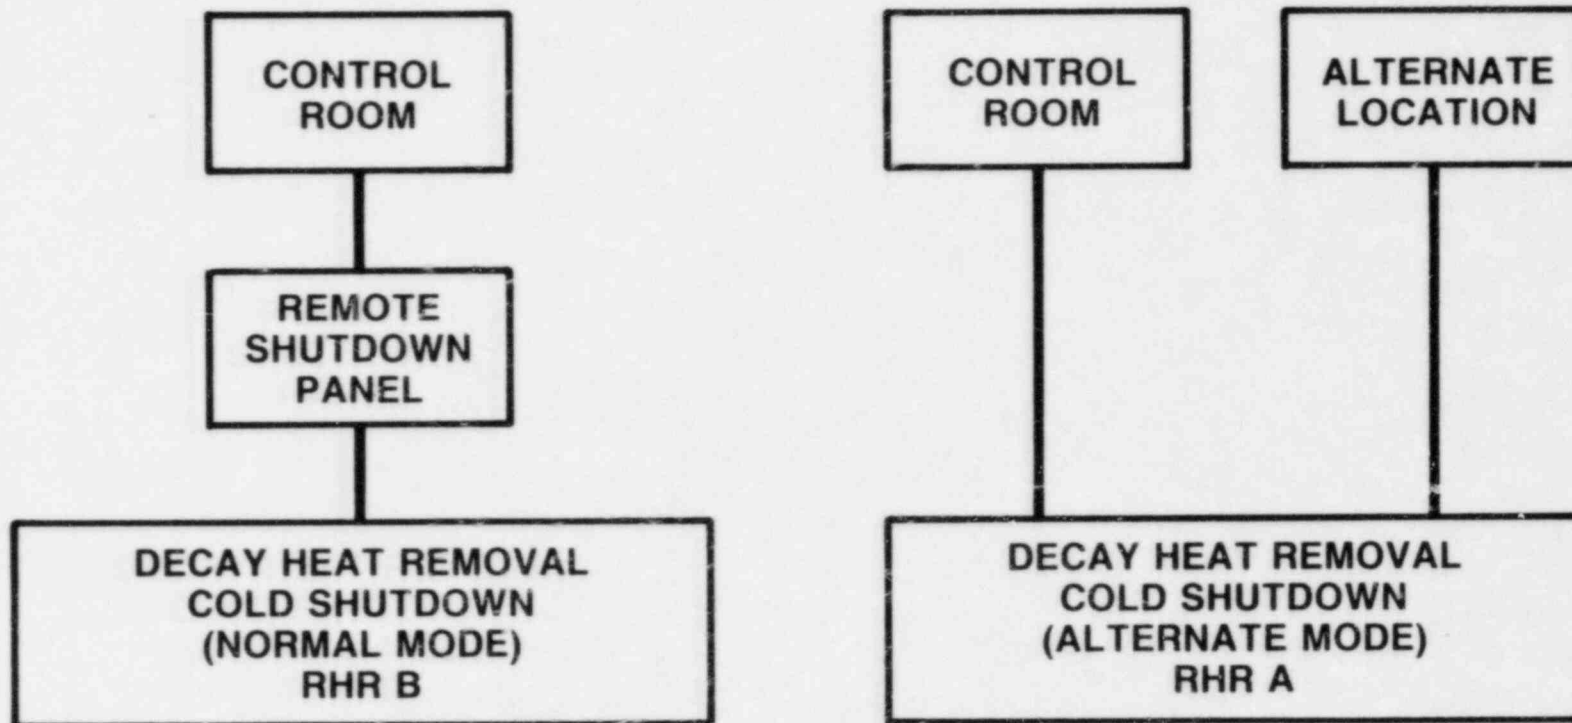 CONTROL
ROOM
REMOTE
SHUTDOWN
PANEL
DECAY HEAT REMOVAL
COLD SHUTDOWN
(NORMAL MODE)
RHR B
CONTROL
ROOM
ALTERNATE
LOCATION
DECAY HEAT REMOVAL
COLD SHUTDOWN
(ALTERNATE MODE)
RHR A